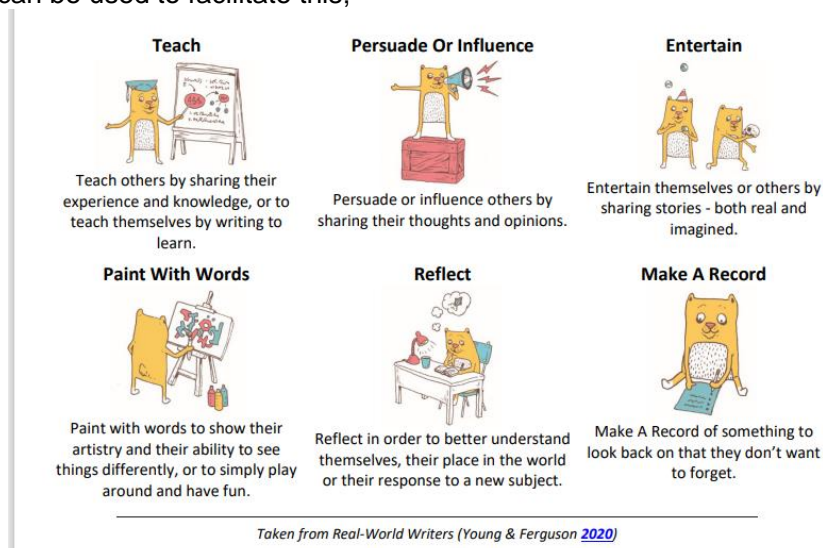 can be used to facilitate this;
Teach
Teach others by sharing their
experience and knowledge, or to
teach themselves by writing to
learn.
Persuade Or Influence
Persuade or influence others by
sharing their thoughts and opinions.
Entertain
Entertain themselves or others by
sharing stories - both real and
imagined.
Paint With Words
Paint with words to show their
artistry and their ability to see
things differently, or to simply play
around and have fun.
Reflect
Reflect in order to better understand
themselves, their place in the world
or their response to a new subject.
Make A Record
Make A Record of something to
look back on that they don't want
to forget.
Taken from Real-World Writers (Young & Ferguson 2020)